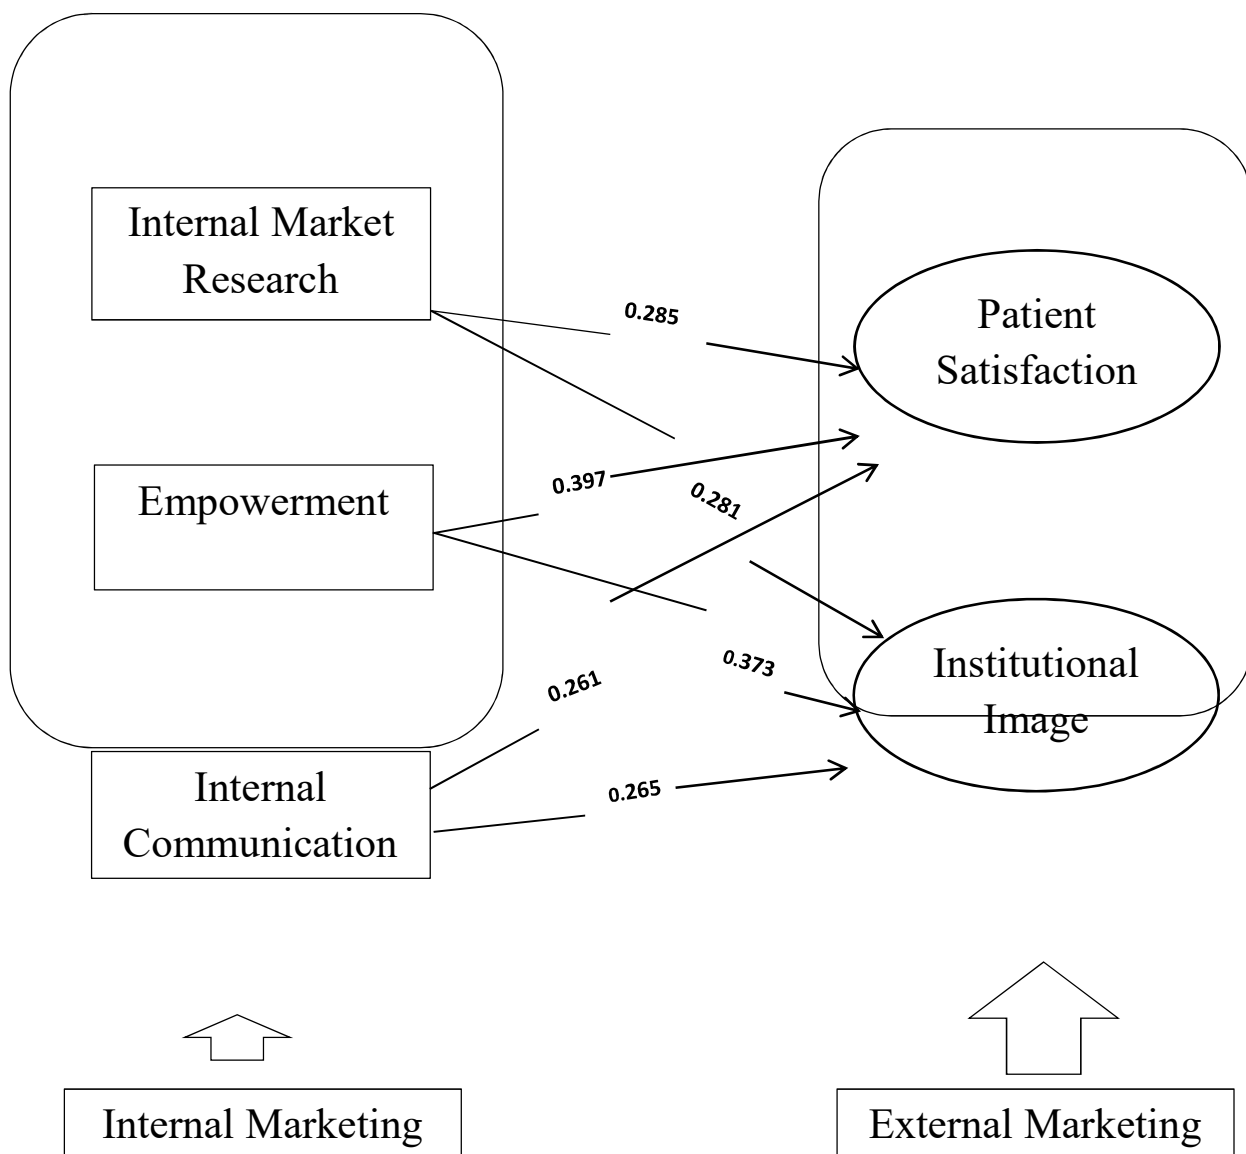 Internal Market
Research
0.285
Patient
Satisfaction
Empowerment
0.397
0.281
Institutional
Image
0.373
0.261
Internal
Communication
0.265
Internal Marketing
External Marketing